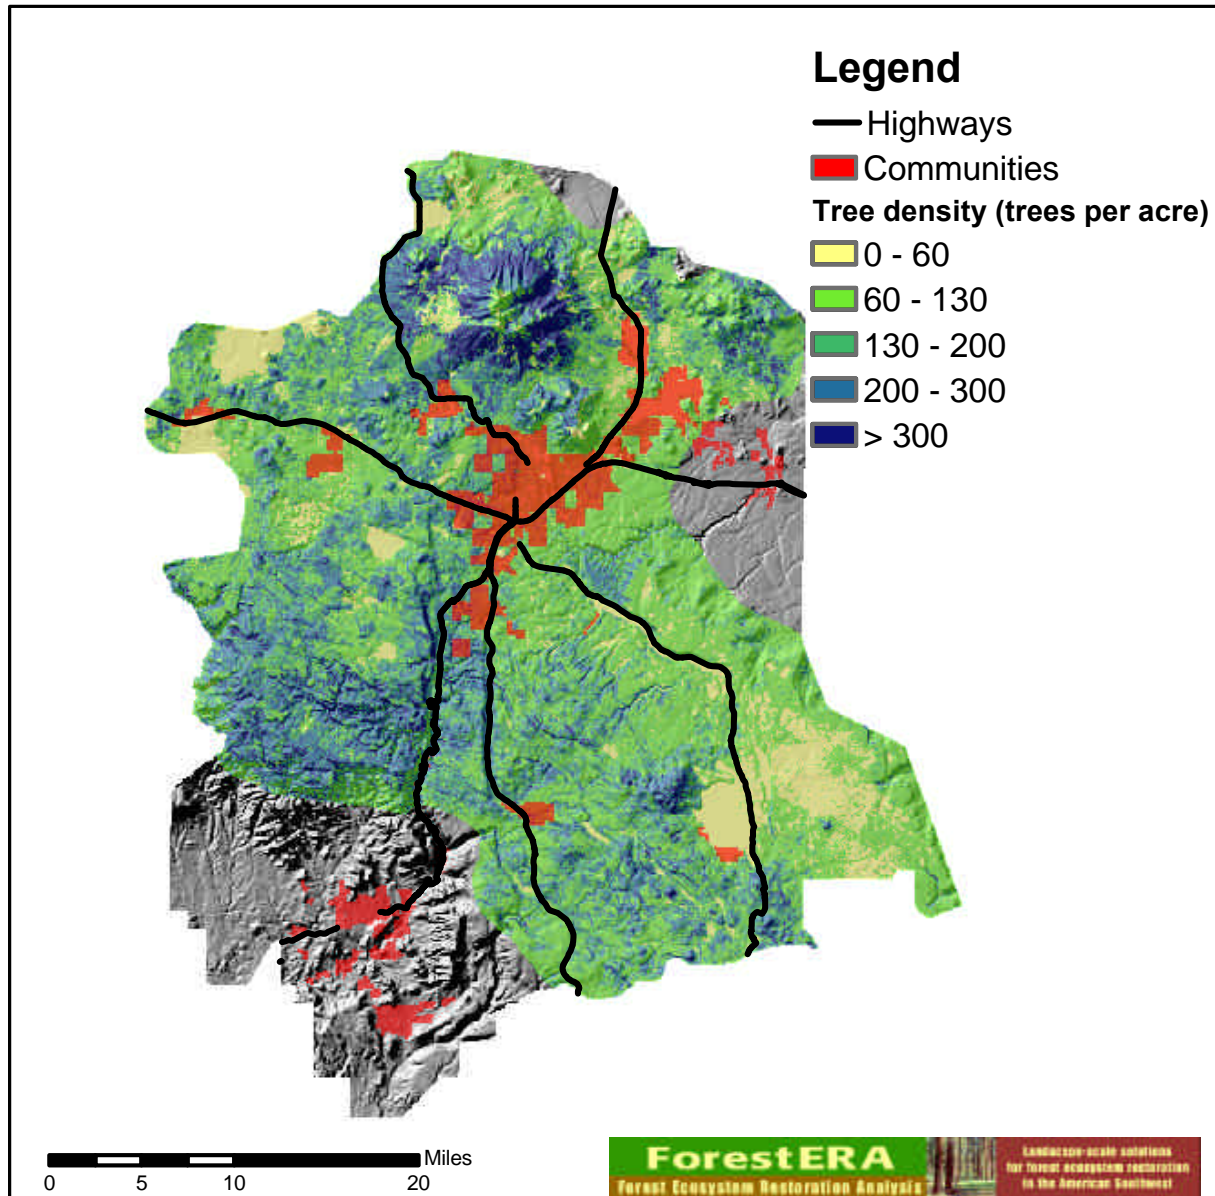 Legend
Highways
Communities
Tree density (trees per acre)
0 - 60
60 - 130
130 - 200
200 - 300
> 300
Miles
0 5 10 20
ForestERA
Forest Ecosystem Restoration Analysis
Landscape-scale solutions
for forest ecosystem restoration
in the American Southwest